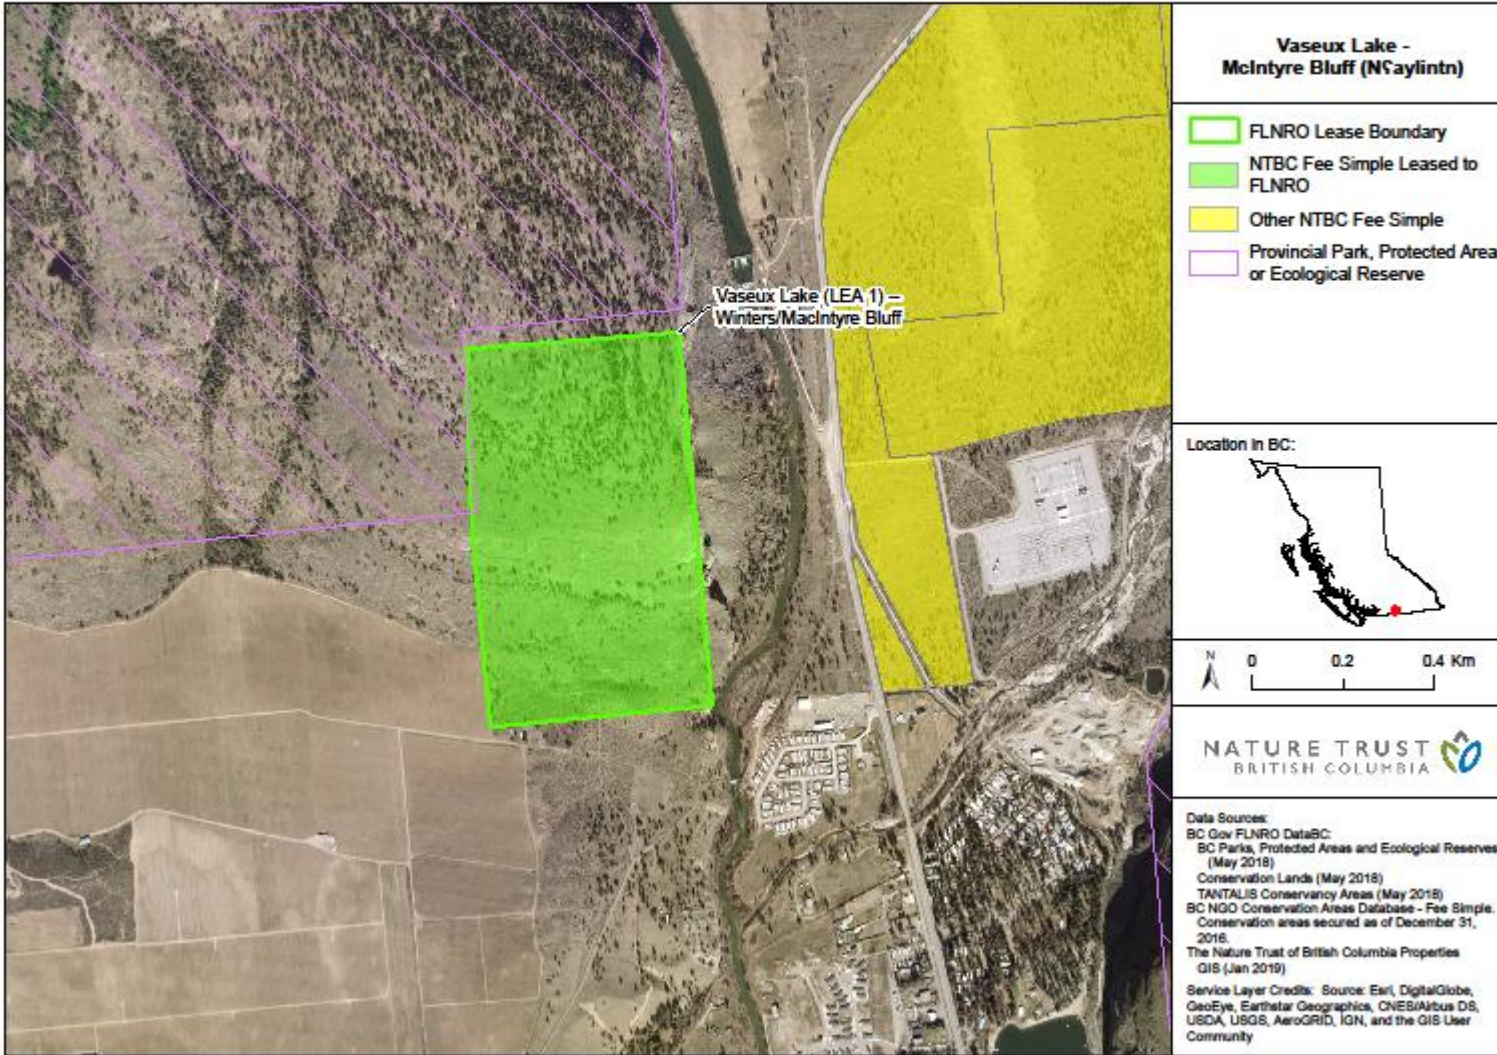 Vaseux Lake -
McIntyre Bluff (Nʕaylintn)
FLNRO Lease Boundary
NTBC Fee Simple Leased to
FLNRO
Other NTBC Fee Simple
Provincial Park, Protected Area
or Ecological Reserve
Vaseux Lake (LEA 1) –
Winters/MacIntyre Bluff
Location in BC:
N
0 0.2 0.4 Km
NATURE TRUST
BRITISH COLUMBIA
Data Sources:
BC Gov FLNRO DataBC:
BC Parks, Protected Areas and Ecological Reserves
(May 2018)
Conservation Lands (May 2018)
TANTALIS Conservancy Areas (May 2018)
BC NGO Conservation Areas Database - Fee Simple.
Conservation areas secured as of December 31,
2016.
The Nature Trust of British Columbia Properties
GIS (Jan 2019)
Service Layer Credits: Source: Esri, DigitalGlobe,
GeoEye, Earthstar Geographics, CNES/Airbus DS,
USDA, USGS, AeroGRID, IGN, and the GIS User
Community